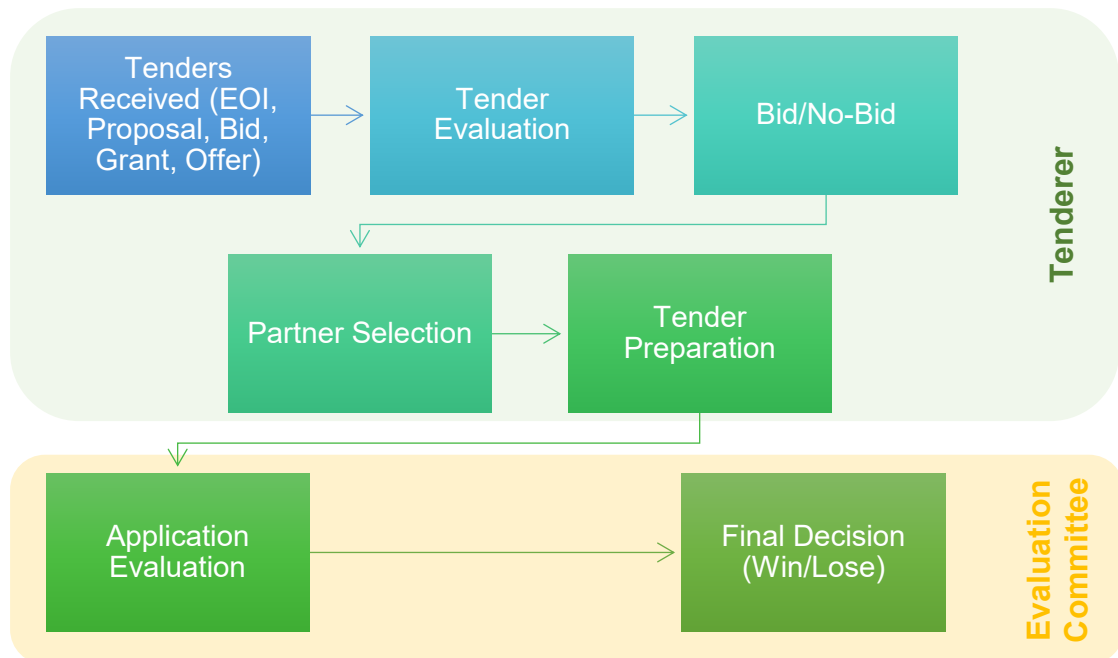 Tenders
Received (EOI,
Proposal, Bid,
Grant, Offer)
Tender
Evaluation
Bid/No-Bid
Tenderer
Partner Selection
Tender
Preparation
Application
Evaluation
Final Decision
(Win/Lose)
Evaluation
Committee